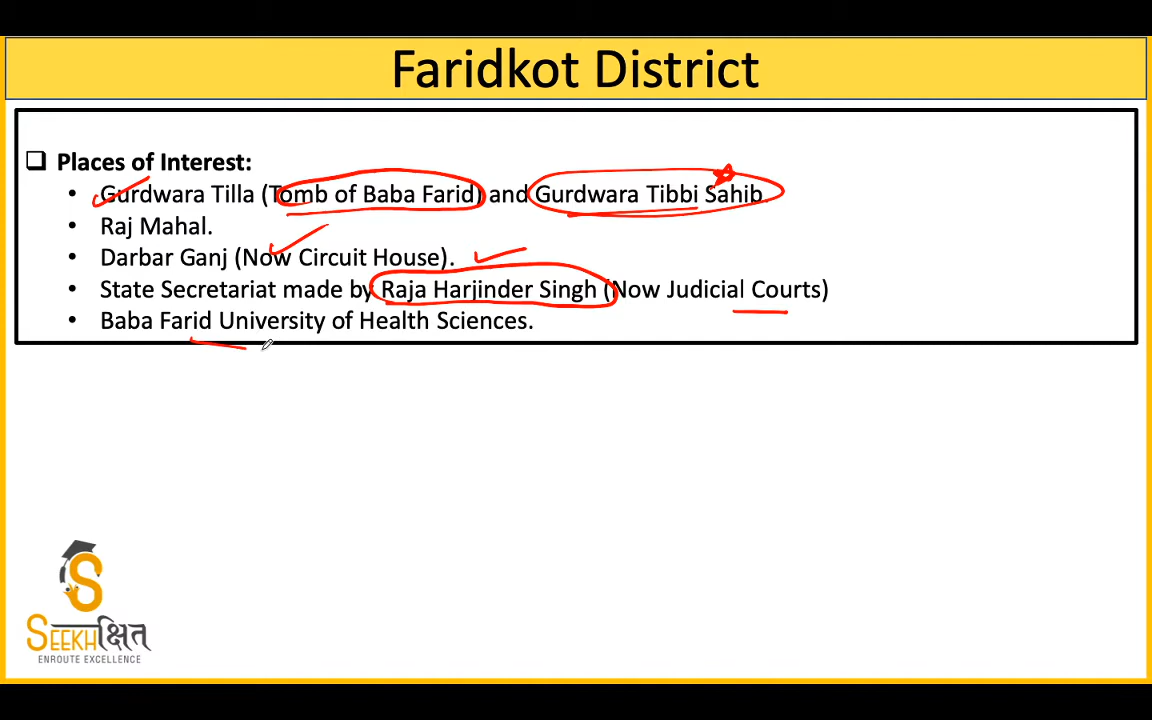 Faridkot District
❑ Places of Interest:
• Gurdwara Tilla (Tomb of Baba Farid) and Gurdwara Tibbi Sahib.
• Raj Mahal.
• Darbar Ganj (Now Circuit House).
• State Secretariat made by Raja Harjinder Singh (Now Judicial Courts)
• Baba Farid University of Health Sciences.
SEEKHक्षित
ENROUTE EXCELLENCE